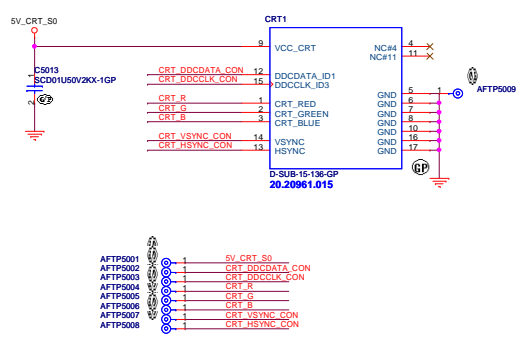 5V_CRT_S0
CRT1
C5013
SCD01U50V2KX-1GP
1
2
GP
9 VCC_CRT
NC#4 4
NC#11 11
CRT_DDCDATA_CON 12 DDCDATA_ID1
CRT_DDCCLK_CON 15 DDCCLK_ID3
CRT_R 1 CRT_RED
CRT_G 2 CRT_GREEN
CRT_B 3 CRT_BLUE
CRT_VSYNC_CON 14 VSYNC
CRT_HSYNC_CON 13 HSYNC
GND 5
GND 6
GND 7
GND 8
GND 10
GND 16
GND 17
1 AFTP5009
GP
D-SUB-15-136-GP
20.20961.015
AFTP5001 1 5V_CRT_S0
AFTP5002 1 CRT_DDCDATA_CON
AFTP5003 1 CRT_DDCCLK_CON
AFTP5004 1 CRT_R
AFTP5005 1 CRT_G
AFTP5006 1 CRT_B
AFTP5007 1 CRT_VSYNC_CON
AFTP5008 1 CRT_HSYNC_CON